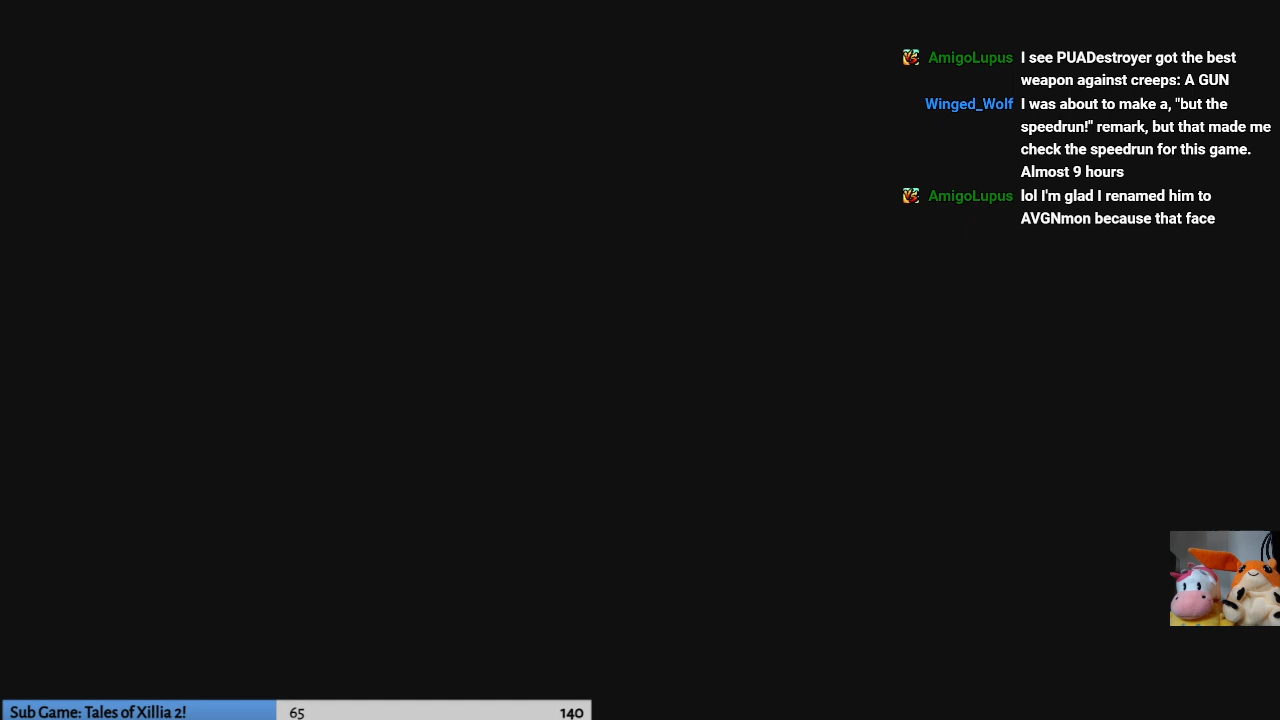 AmigoLupus I see PUADestroyer got the best
weapon against creeps: A GUN
Winged_Wolf I was about to make a, "but the
speedrun!" remark, but that made me
check the speedrun for this game.
Almost 9 hours
AmigoLupus lol I'm glad I renamed him to
AVGNmon because that face
Sub Game: Tales of Xillia 2! 65 140